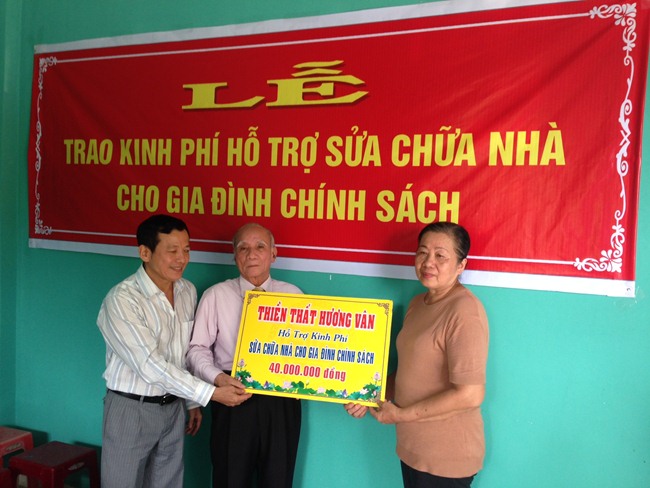 LỄ
TRAO KINH PHÍ HỖ TRỢ SỬA CHỮA NHÀ
CHO GIA ĐÌNH CHÍNH SÁCH
THIỀN THẤT HƯƠNG VÂN
Hỗ Trợ Kinh Phí
SỬA CHỮA NHÀ CHO GIA ĐÌNH CHÍNH SÁCH
40.000.000 đồng